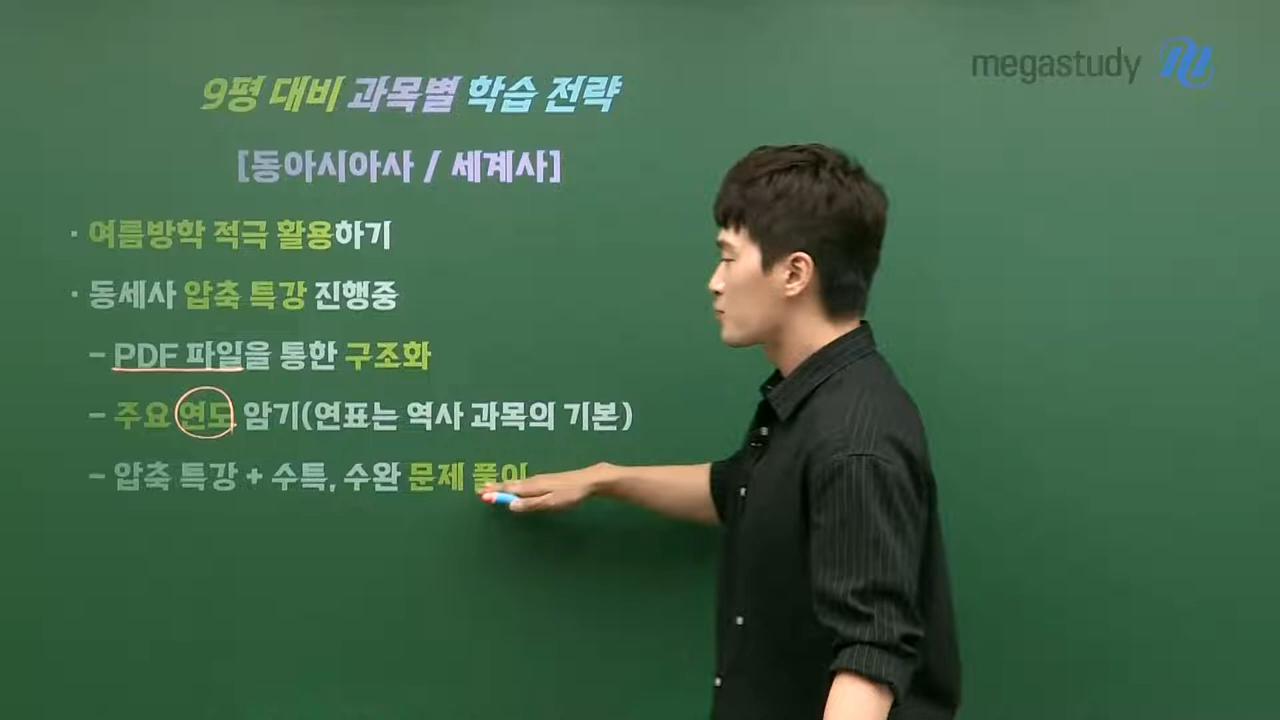 megastudy
9평 대비 과목별 학습 전략
[동아시아사 / 세계사]
· 여름방학 적극 활용하기
· 동세사 압축 특강 진행중
- PDF 파일을 통한 구조화
- 주요 연도 암기(연표는 역사 과목의 기본)
- 압축 특강 + 수특, 수완 문제 풀이